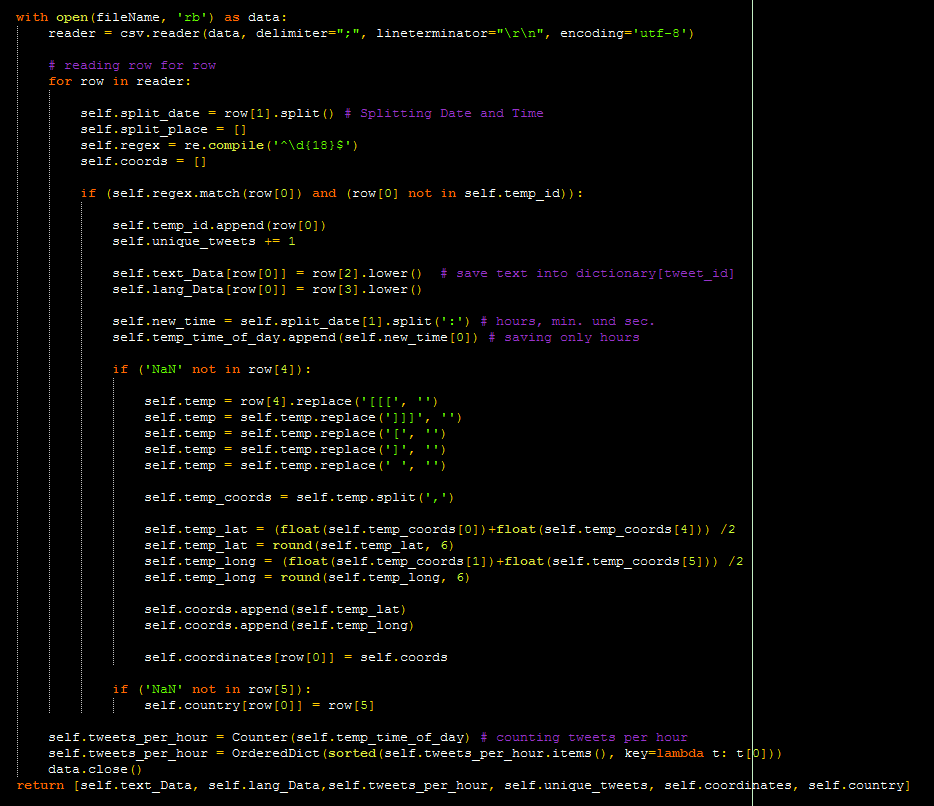 with open(fileName, 'rb') as data:
    reader = csv.reader(data, delimiter=";", lineterminator="\r\n", encoding='utf-8')
    # reading row for row
    for row in reader:
        self.split_date = row[1].split() # Splitting Date and Time
        self.split_place = []
        self.regex = re.compile('^\d{18}$')
        self.coords = []
        if (self.regex.match(row[0]) and (row[0] not in self.temp_id)):
            self.temp_id.append(row[0])
            self.unique_tweets += 1
            self.text_Data[row[0]] = row[2].lower()  # save text into dictionary[tweet_id]
            self.lang_Data[row[0]] = row[3].lower()
            self.new_time = self.split_date[1].split(':') # hours, min. und sec.
            self.temp_time_of_day.append(self.new_time[0]) # saving only hours
            if ('NaN' not in row[4]):
                self.temp = row[4].replace('[[[', '')
                self.temp = self.temp.replace(']]]', '')
                self.temp = self.temp.replace('[', '')
                self.temp = self.temp.replace(']', '')
                self.temp = self.temp.replace(' ', '')
                self.temp_coords = self.temp.split(',')
                self.temp_lat = (float(self.temp_coords[0])+float(self.temp_coords[4])) /2
                self.temp_lat = round(self.temp_lat, 6)
                self.temp_long = (float(self.temp_coords[1])+float(self.temp_coords[5])) /2
                self.temp_long = round(self.temp_long, 6)
                self.coords.append(self.temp_lat)
                self.coords.append(self.temp_long)
                self.coordinates[row[0]] = self.coords
            if ('NaN' not in row[5]):
                self.country[row[0]] = row[5]
    self.tweets_per_hour = Counter(self.temp_time_of_day) # counting tweets per hour
    self.tweets_per_hour = OrderedDict(sorted(self.tweets_per_hour.items(), key=lambda t: t[0]))
    data.close()
return [self.text_Data, self.lang_Data,self.tweets_per_hour, self.unique_tweets, self.coordinates, self.country]